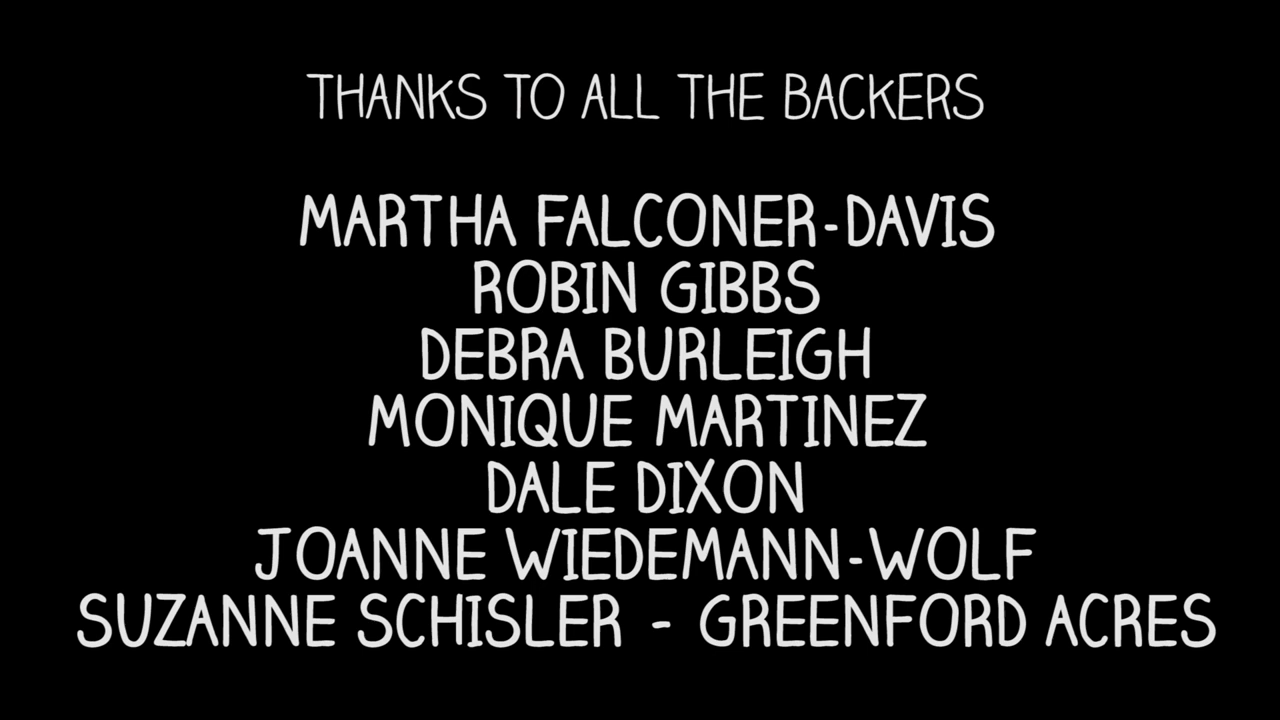 THANKS TO ALL THE BACKERS
MARTHA FALCONER-DAVIS
ROBIN GIBBS
DEBRA BURLEIGH
MONIQUE MARTINEZ
DALE DIXON
JOANNE WIEDEMANN-WOLF
SUZANNE SCHISLER - GREENFORD ACRES